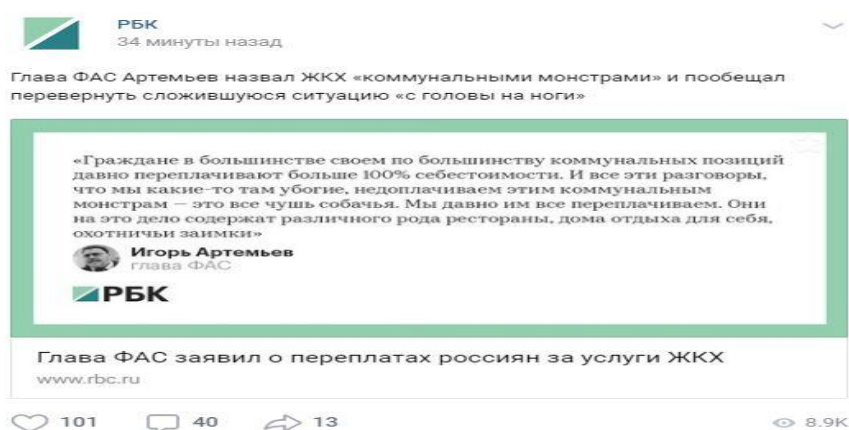 РБК
34 минуты назад
Глава ФАС Артемьев назвал ЖКХ «коммунальными монстрами» и пообещал
перевернуть сложившуюся ситуацию «с головы на ноги»
«Граждане в большинстве своем по большинству коммунальных позиций
давно переплачивают больше 100% себестоимости. И все эти разговоры,
что мы какие-то там убогие, недоплачиваем этим коммунальным
монстрам — это все чушь собачья. Мы давно им все переплачиваем. Они
на это дело содержат различного рода рестораны, дома отдыха для себя,
охотничьи заимки»
Игорь Артемьев
глава ФАС
РБК
Глава ФАС заявил о переплатах россиян за услуги ЖКХ
www.rbc.ru
101 40 13 8.9K